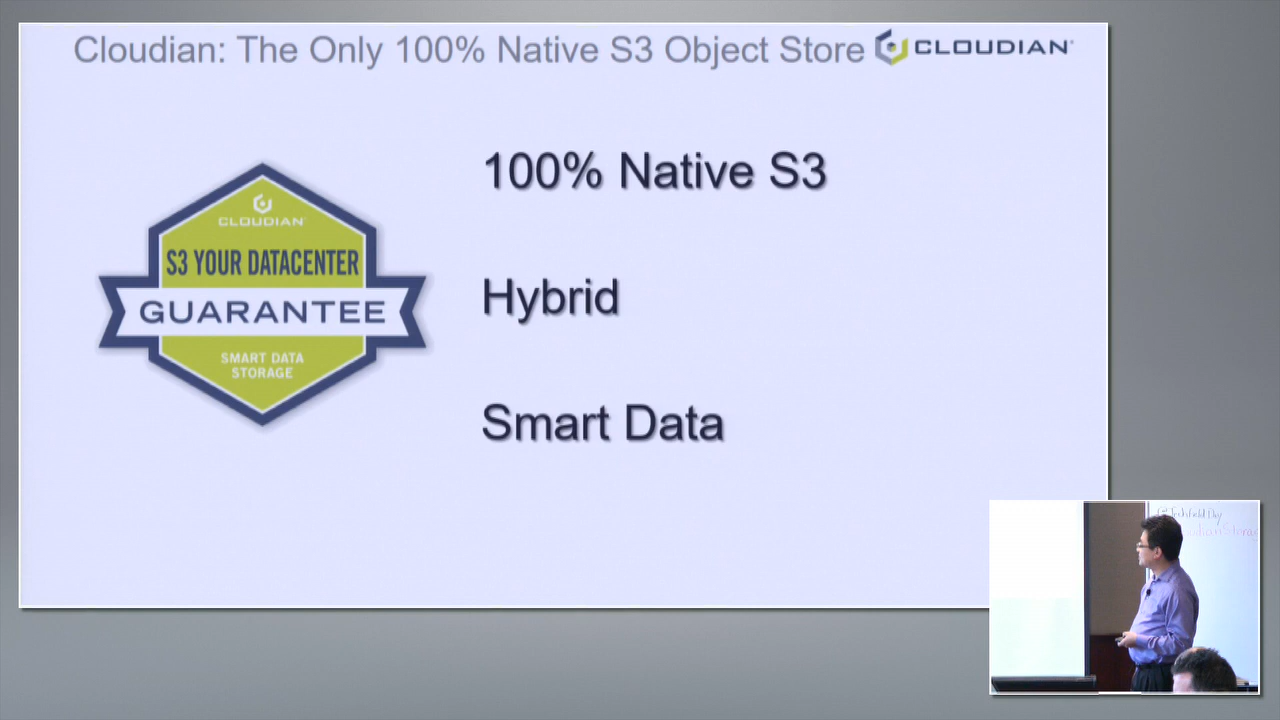 Cloudian: The Only 100% Native S3 Object Store
CLOUDIAN
100% Native S3
CLOUDIAN
S3 YOUR DATACENTER
GUARANTEE
SMART DATA
STORAGE
Hybrid
Smart Data
@TechFieldDay